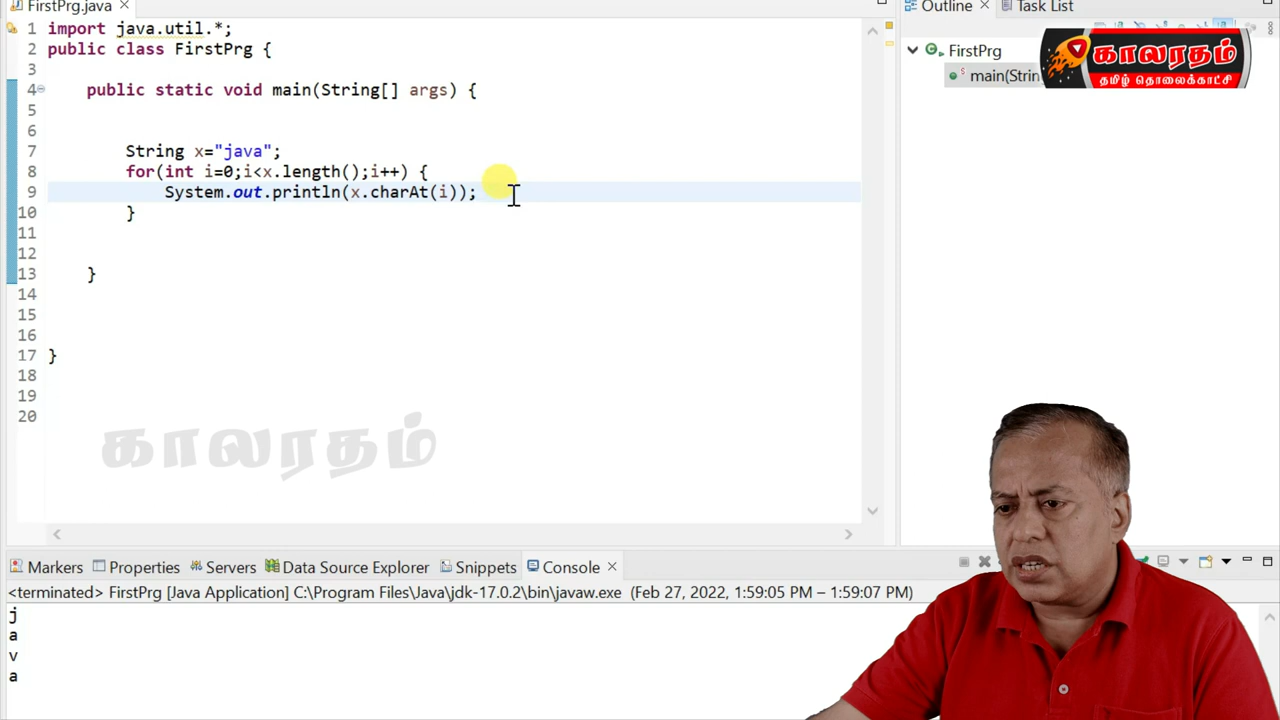 FirstPrg.java
Outline
Task List
1 import java.util.*;
2 public class FirstPrg {
3
4 public static void main(String[] args) {
5
6
7 String x="java";
8 for(int i=0;i<x.length();i++) {
9 System.out.println(x.charAt(i));
10 }
11
12
13 }
14
15
16
17 }
18
19
20
FirstPrg
main(Strin
காலரதம்
தமிழ் தொலைக்காட்சி
காலரதம்
Markers Properties Servers Data Source Explorer Snippets Console
<terminated> FirstPrg [Java Application] C:\Program Files\Java\jdk-17.0.2\bin\javaw.exe (Feb 27, 2022, 1:59:05 PM – 1:59:07 PM)
j
a
v
a